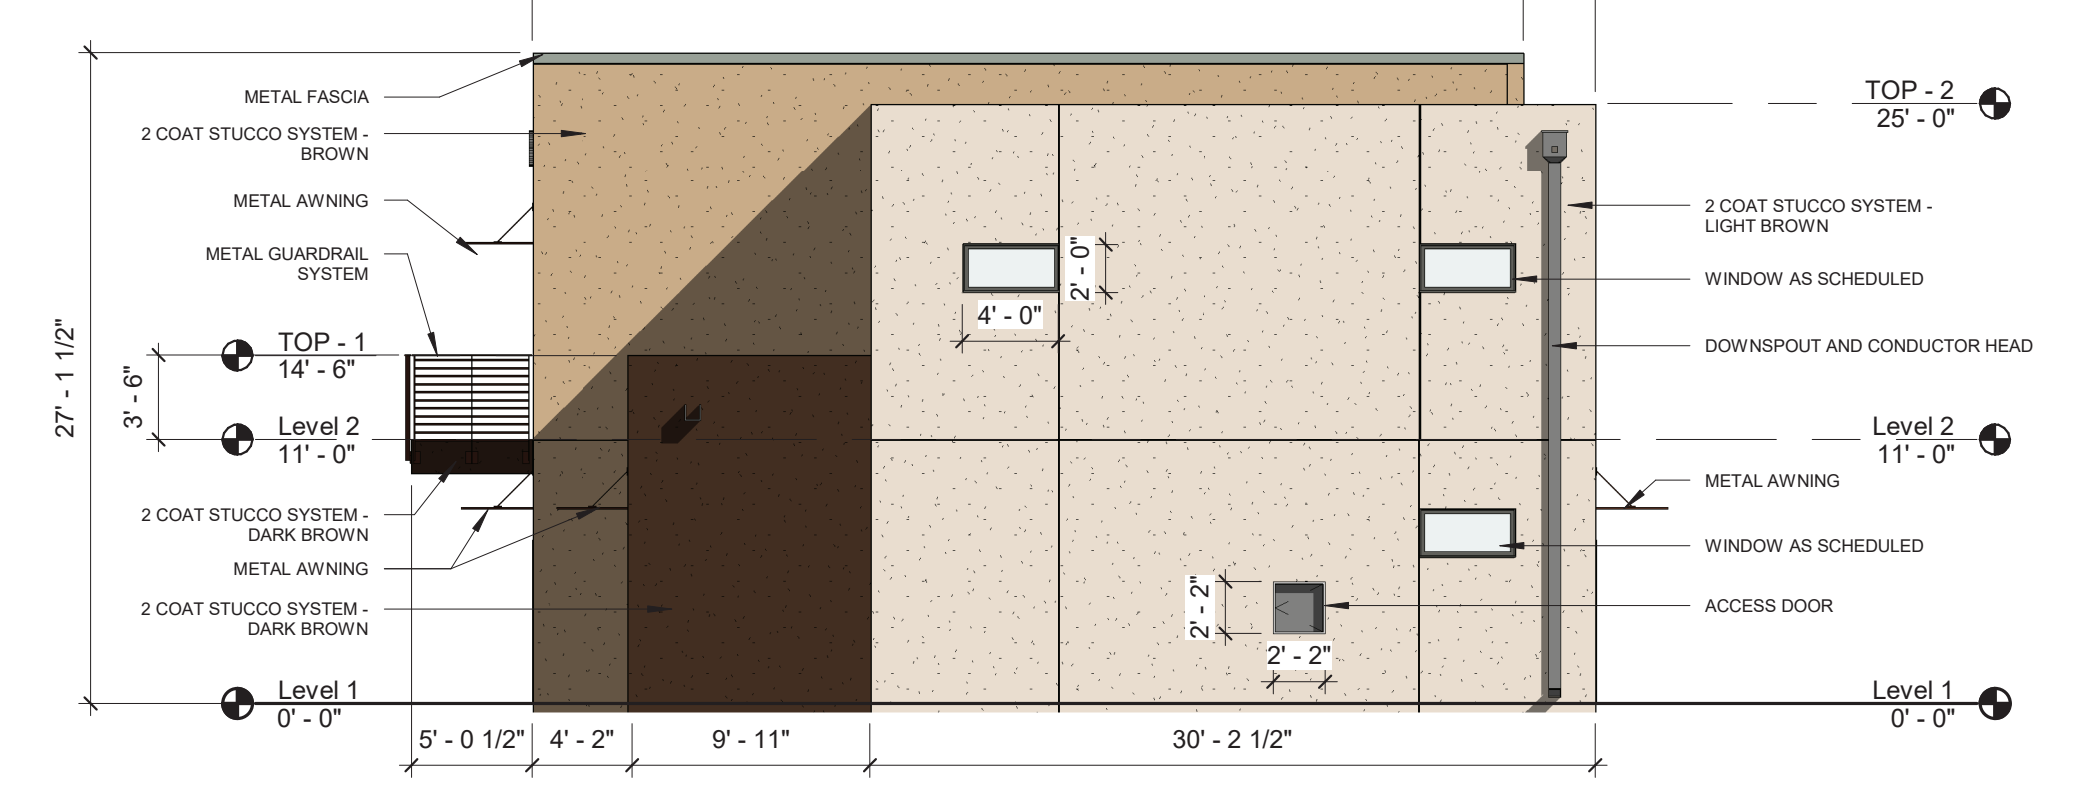 METAL FASCIA
2 COAT STUCCO SYSTEM -
BROWN
METAL AWNING
METAL GUARDRAIL
SYSTEM
27' - 1 1/2"
3' - 6"
TOP - 1
14' - 6"
Level 2
11' - 0"
2 COAT STUCCO SYSTEM -
DARK BROWN
METAL AWNING
2 COAT STUCCO SYSTEM -
DARK BROWN
Level 1
0' - 0"
2' - 0"
4' - 0"
2' - 2"
2' - 2"
TOP - 2
25' - 0"
2 COAT STUCCO SYSTEM -
LIGHT BROWN
WINDOW AS SCHEDULED
DOWNSPOUT AND CONDUCTOR HEAD
Level 2
11' - 0"
METAL AWNING
WINDOW AS SCHEDULED
ACCESS DOOR
Level 1
0' - 0"
5' - 0 1/2"
4' - 2"
9' - 11"
30' - 2 1/2"